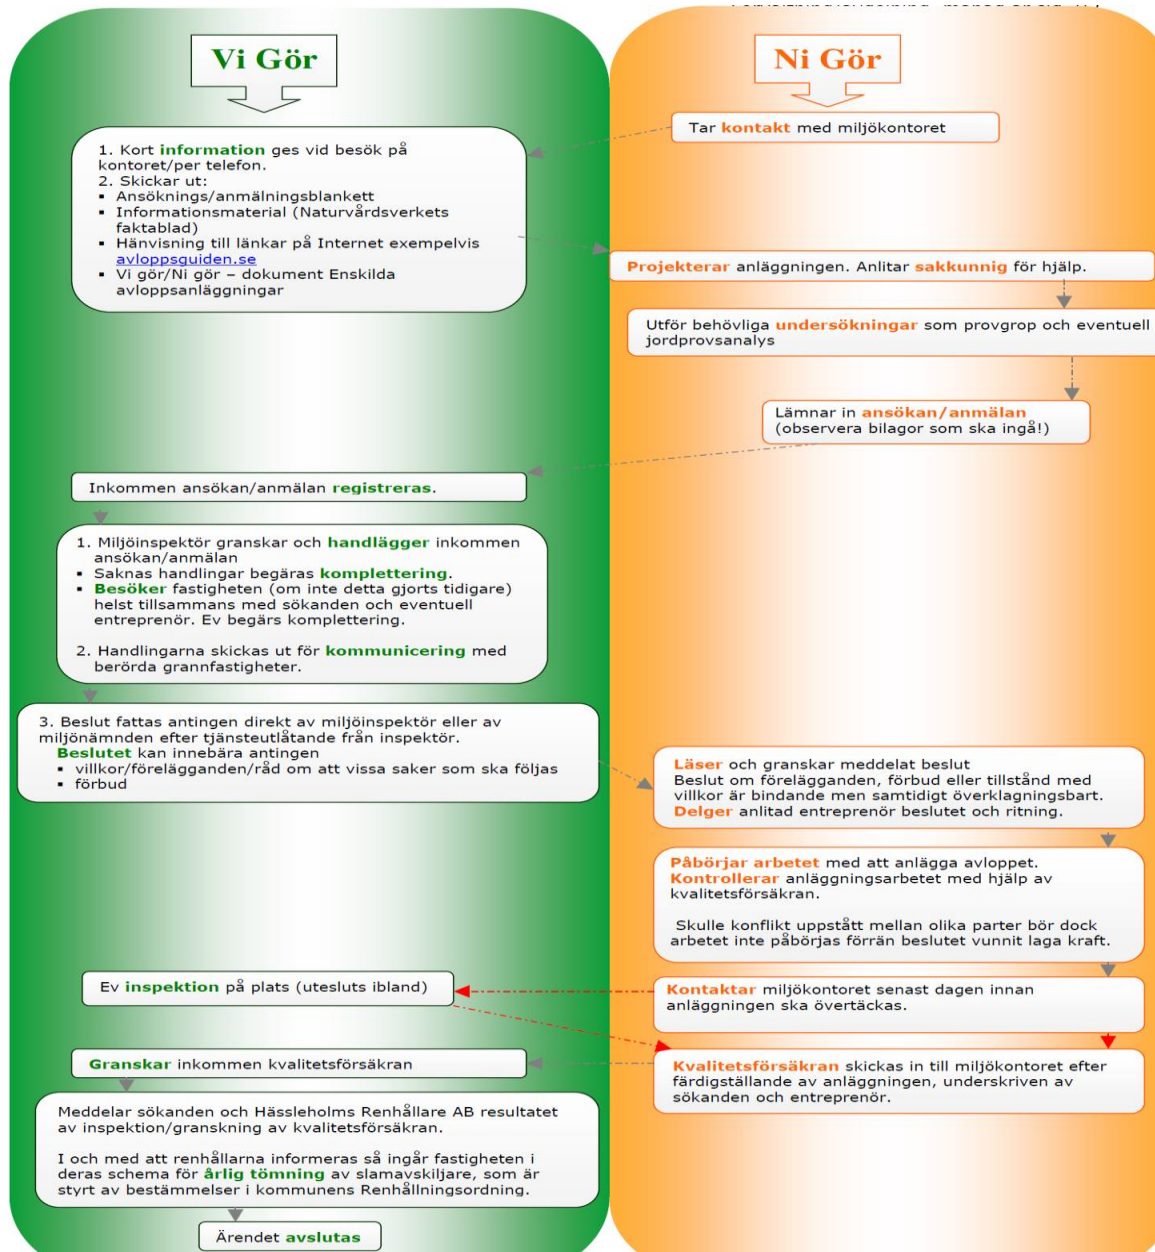 Vi Gör
Ni Gör
Tar kontakt med miljökontoret
1. Kort information ges vid besök på
kontoret/per telefon.
2. Skickar ut:
▪ Ansöknings/anmälningsblankett
▪ Informationsmaterial (Naturvårdsverkets
faktablad)
▪ Hänvisning till länkar på Internet exempelvis
avloppsguiden.se
▪ Vi gör/Ni gör – dokument Enskilda
avloppsanläggningar
Projekterar anläggningen. Anlitar sakkunnig för hjälp.
Utför behövliga undersökningar som provgrop och eventuell
jordprovsanalys
Lämnar in ansökan/anmälan
(observera bilagor som ska ingå!)
Inkommen ansökan/anmälan registreras.
1. Miljöinspektör granskar och handlägger inkommen
ansökan/anmälan
▪ Saknas handlingar begäras komplettering.
▪ Besöker fastigheten (om inte detta gjorts tidigare)
helst tillsammans med sökanden och eventuell
entreprenör. Ev begärs komplettering.
2. Handlingarna skickas ut för kommunicering med
berörda grannfastigheter.
3. Beslut fattas antingen direkt av miljöinspektör eller av
miljönämnden efter tjänsteutlåtande från inspektör.
Beslutet kan innebära antingen
▪ villkor/förelägganden/råd om att vissa saker som ska följas
▪ förbud
Läser och granskar meddelat beslut
Beslut om förelägganden, förbud eller tillstånd med
villkor är bindande men samtidigt överklagningsbart.
Delger anlitad entreprenör beslutet och ritning.
Påbörjar arbetet med att anlägga avloppet.
Kontrollerar anläggningsarbetet med hjälp av
kvalitetsförsäkran.
Skulle konflikt uppstått mellan olika parter bör dock
arbetet inte påbörjas förrän beslutet vunnit laga kraft.
Kontaktar miljökontoret senast dagen innan
anläggningen ska övertäckas.
Ev inspektion på plats (utesluts ibland)
Kvalitetsförsäkran skickas in till miljökontoret efter
färdigställande av anläggningen, underskriven av
sökanden och entreprenör.
Granskar inkommen kvalitetsförsäkran
Meddelar sökanden och Hässleholms Renhållare AB resultatet
av inspektion/granskning av kvalitetsförsäkran.
I och med att renhållarna informeras så ingår fastigheten i
deras schema för årlig tömning av slamavskiljare, som är
styrt av bestämmelser i kommunens Renhållningsordning.
Ärendet avslutas